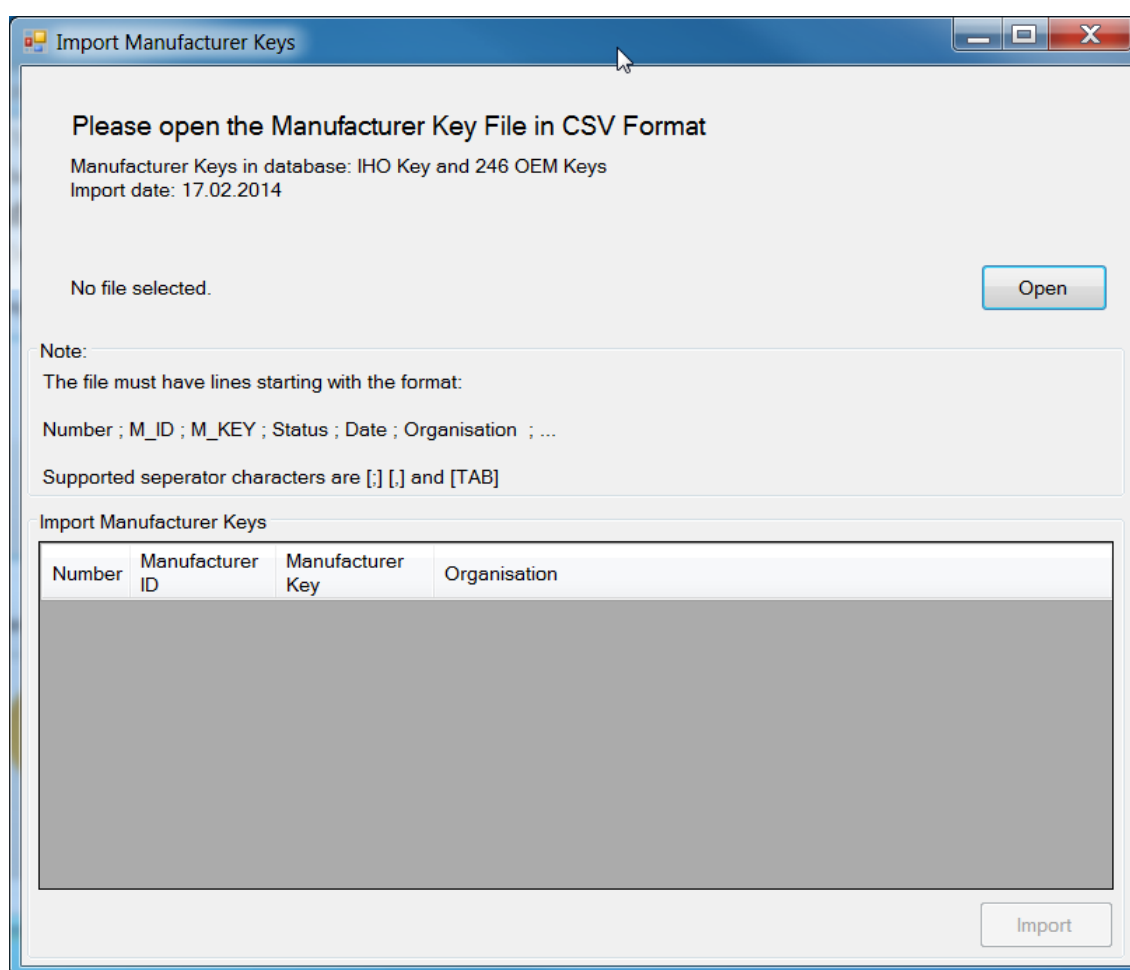 Import Manufacturer Keys
Please open the Manufacturer Key File in CSV Format
Manufacturer Keys in database: IHO Key and 246 OEM Keys
Import date: 17.02.2014
No file selected.
Open
Note:
The file must have lines starting with the format:
Number ; M_ID ; M_KEY ; Status ; Date ; Organisation  ; ...
Supported seperator characters are [;] [,] and [TAB]
Import Manufacturer Keys
Number
Manufacturer
ID
Manufacturer
Key
Organisation
Import